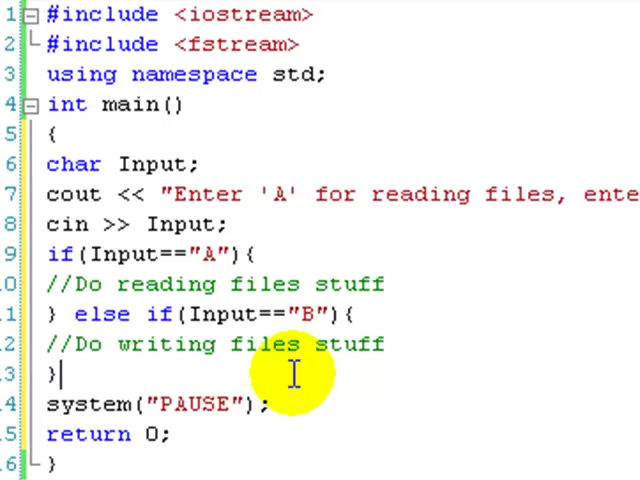 1 #include <iostream>
2 #include <fstream>
3 using namespace std;
4 int main()
5 {
6 char Input;
7 cout << "Enter 'A' for reading files, ente
8 cin >> Input;
9 if(Input=="A"){
10 //Do reading files stuff
11 } else if(Input=="B"){
12 //Do writing files stuff
13 }
14 system("PAUSE");
15 return 0;
16 }